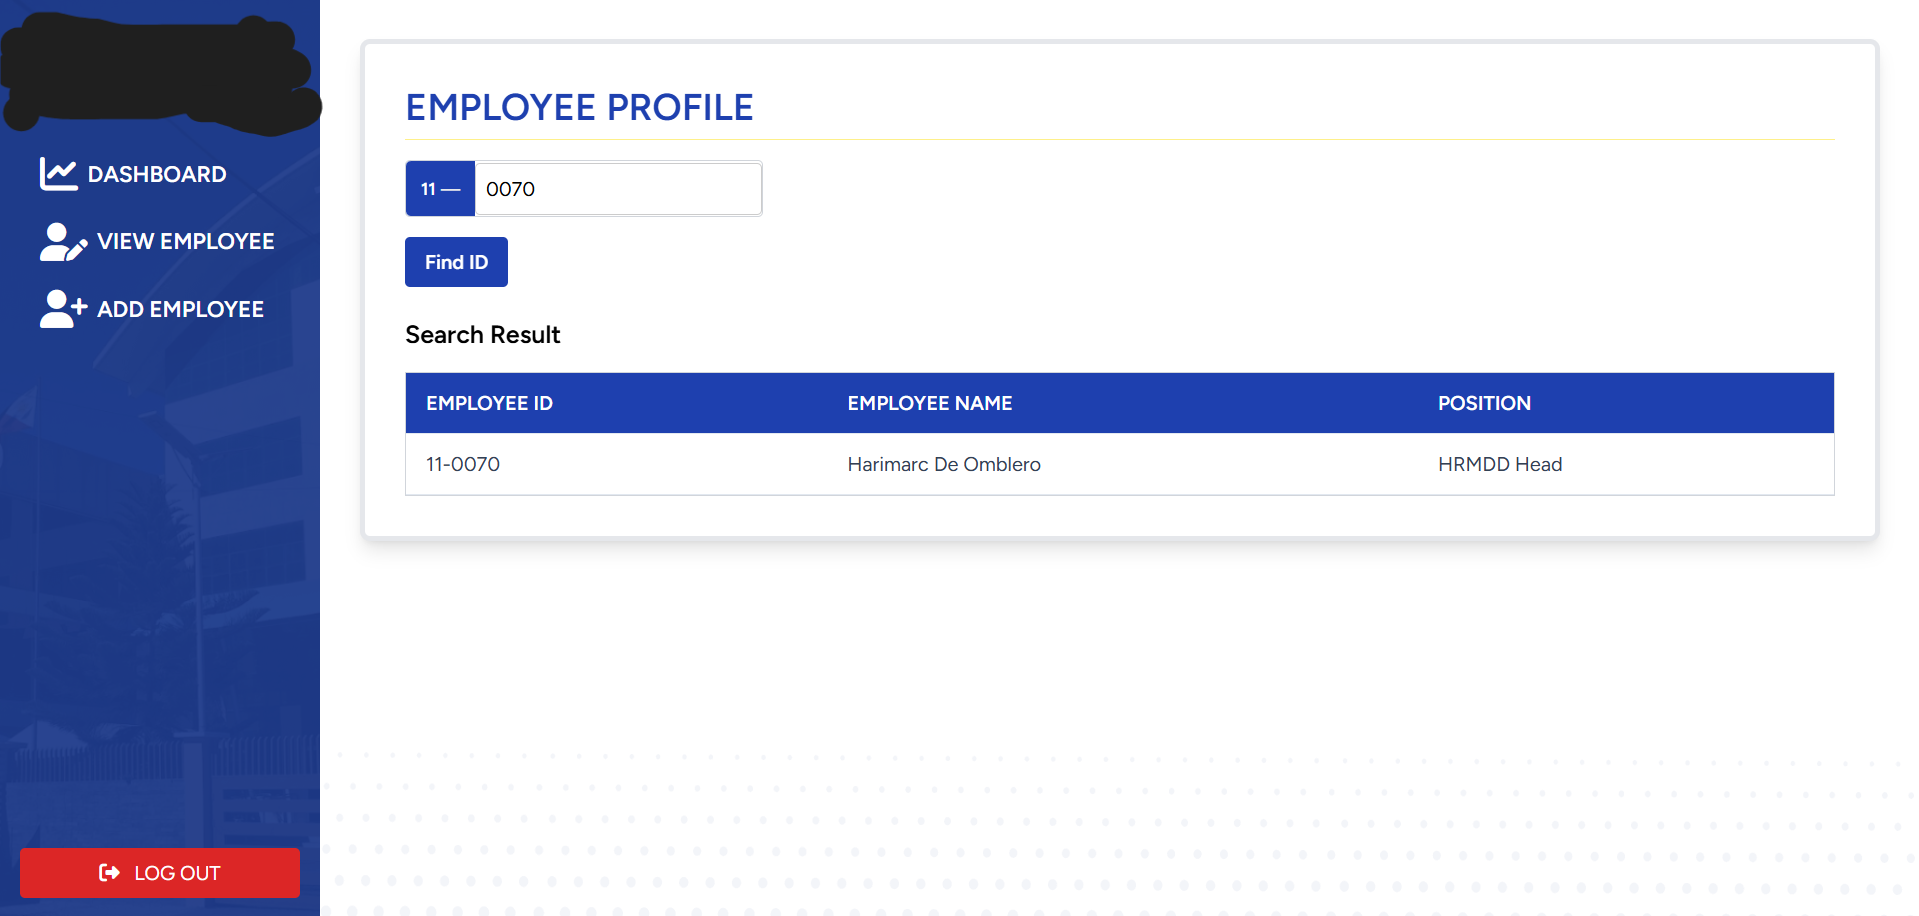 DASHBOARD
VIEW EMPLOYEE
ADD EMPLOYEE
LOG OUT
EMPLOYEE PROFILE
11 — 0070
Find ID
Search Result
EMPLOYEE ID EMPLOYEE NAME POSITION
11-0070 Harimarc De Omblero HRMDD Head